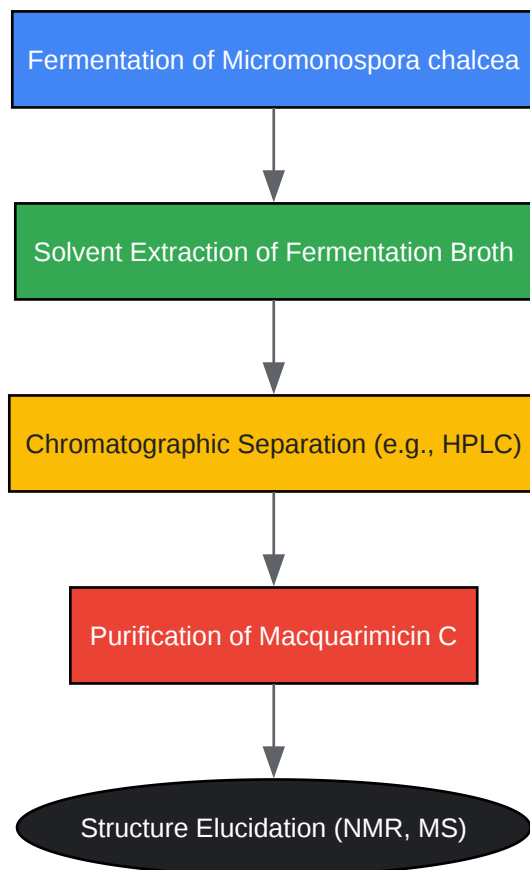 Fermentation of Micromonospora chalcea
Solvent Extraction of Fermentation Broth
Chromatographic Separation (e.g., HPLC)
Purification of Macquarimicin C
Structure Elucidation (NMR, MS)